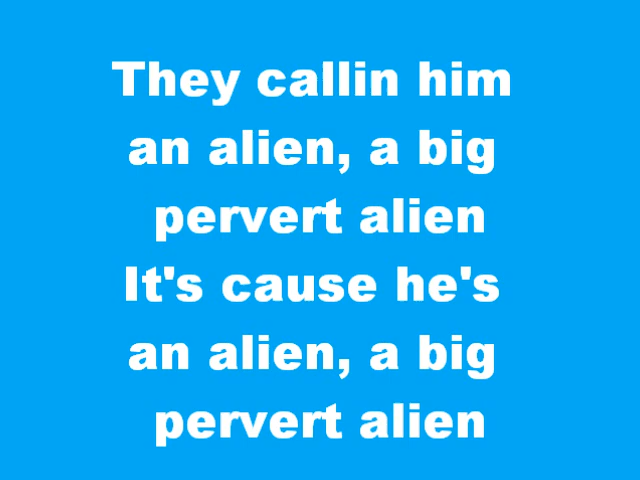 They callin him
an alien, a big
pervert alien
It's cause he's
an alien, a big
pervert alien